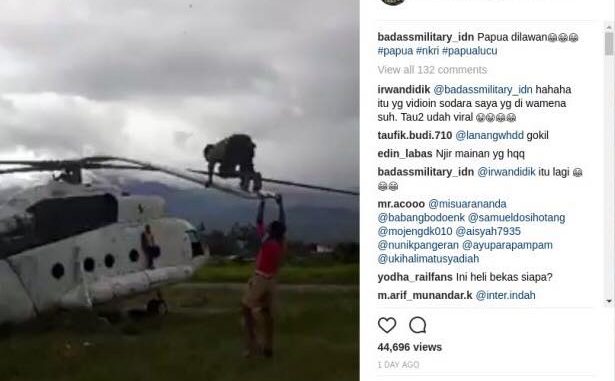 badassmilitary_idn Papua dilawan😂😂😂
#papua #nkri #papualucu
View all 132 comments
irwandidik @badassmilitary_idn hahaha
itu yg vidioin sodara saya yg di wamena
suh. Tau2 udah viral 😂😂😂😂
taufik.budi.710 @lanangwhdd gokil
edin_labas Njir mainan yg hqq
badassmilitary_idn @irwandidik itu lagi 😂
😂😂
mr.acooo @misuarananda
@babangbodoenk @samueldosihotang
@mojengdk010 @aisyah7935
@nunikpangeran @ayuparapampam
@ukihalimatusyadiah
yodha_railfans Ini heli bekas siapa?
m.arif_munandar.k @inter.indah
44,696 views
1 DAY AGO